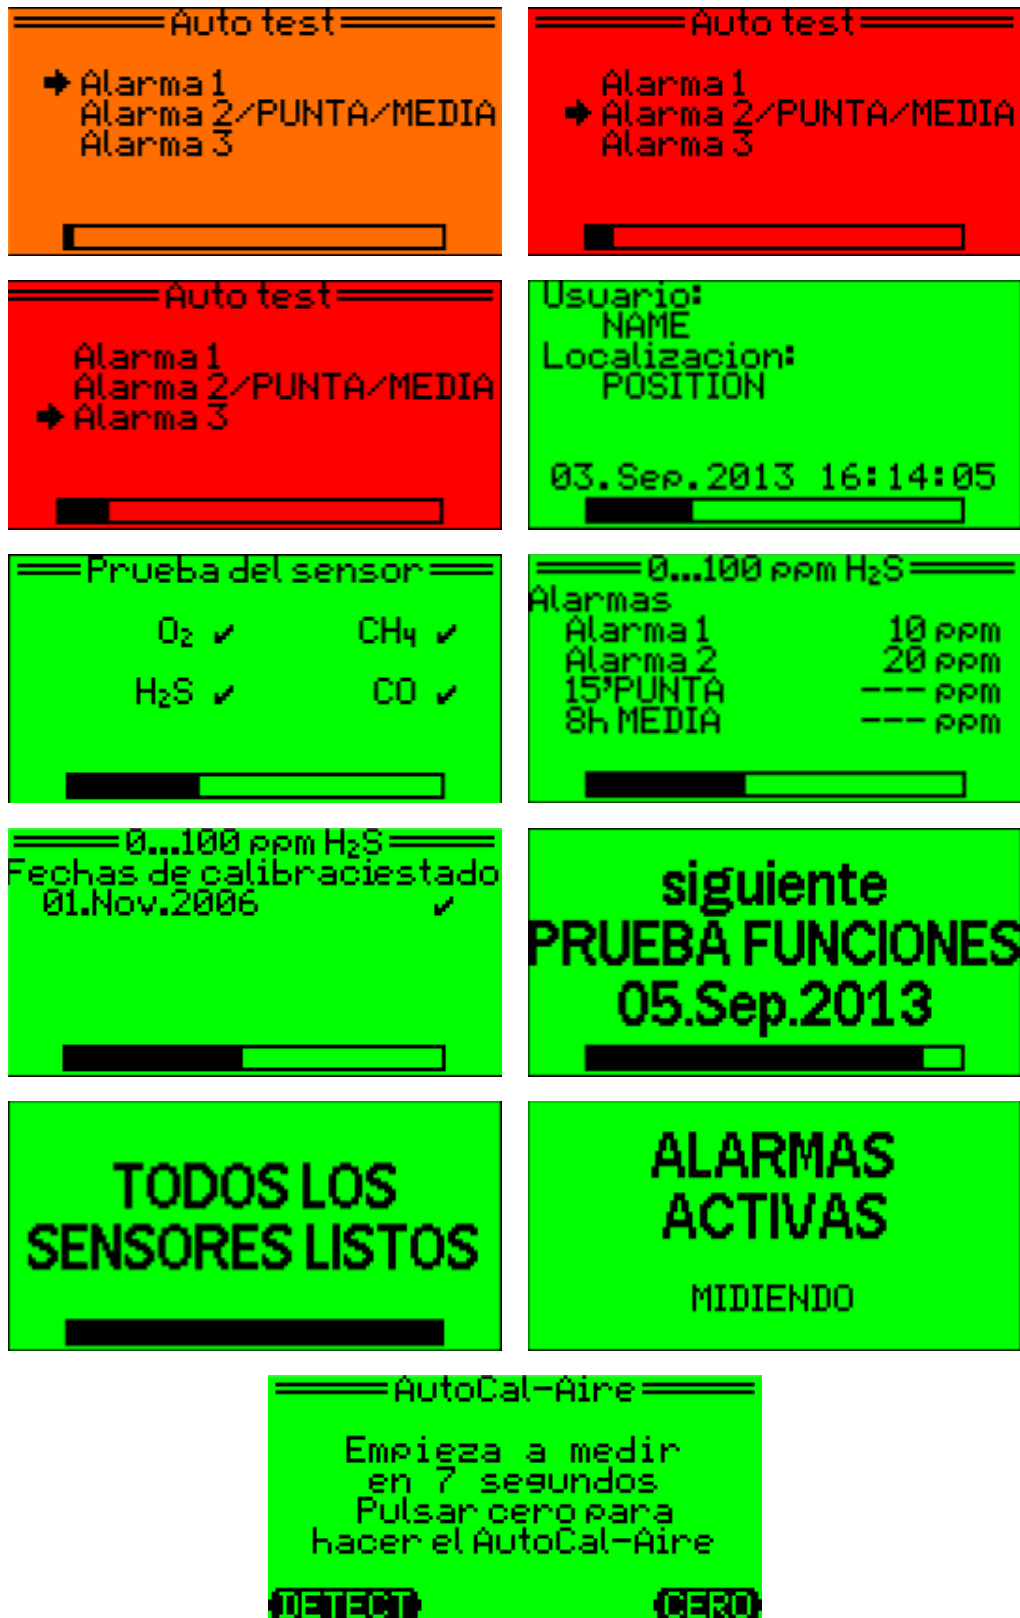 Auto test
Alarma 1
Alarma 2/PUNTA/MEDIA
Alarma 3
Auto test
Alarma 1
Alarma 2/PUNTA/MEDIA
Alarma 3
Auto test
Alarma 1
Alarma 2/PUNTA/MEDIA
Alarma 3
Usuario:
NAME
Localizacion:
POSITION
03.Sep.2013 16:14:05
Prueba del sensor
O₂ ✔ CH₄ ✔
H₂S ✔ CO ✔
0...100 ppm H₂S
Alarmas
Alarma 1 10 ppm
Alarma 2 20 ppm
15'PUNTA --- ppm
8h MEDIA --- ppm
0...100 ppm H₂S
Fechas de calibraciestado
01.Nov.2006 ✔
siguiente
PRUEBA FUNCIONES
05.Sep.2013
TODOS LOS
SENSORES LISTOS
ALARMAS
ACTIVAS
MIDIENDO
AutoCal-Aire
Empieza a medir
en 7 segundos
Pulsar cero para
hacer el AutoCal-Aire
DETECT CERO